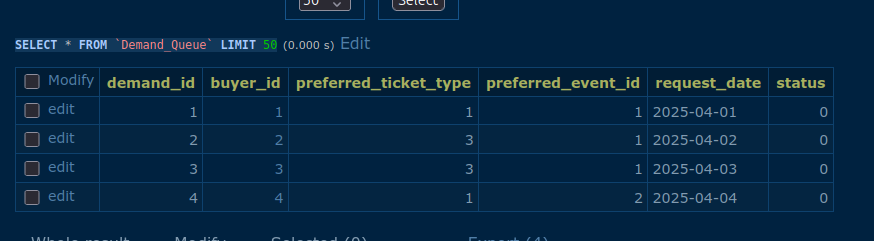 50 Select
SELECT * FROM `Demand_Queue` LIMIT 50 (0.000 s) Edit
Modify demand_id buyer_id preferred_ticket_type preferred_event_id request_date status
edit 1 1 1 1 2025-04-01 0
edit 2 2 3 1 2025-04-02 0
edit 3 3 3 1 2025-04-03 0
edit 4 4 1 2 2025-04-04 0
Whole result Modify Selected (0) Export (4)